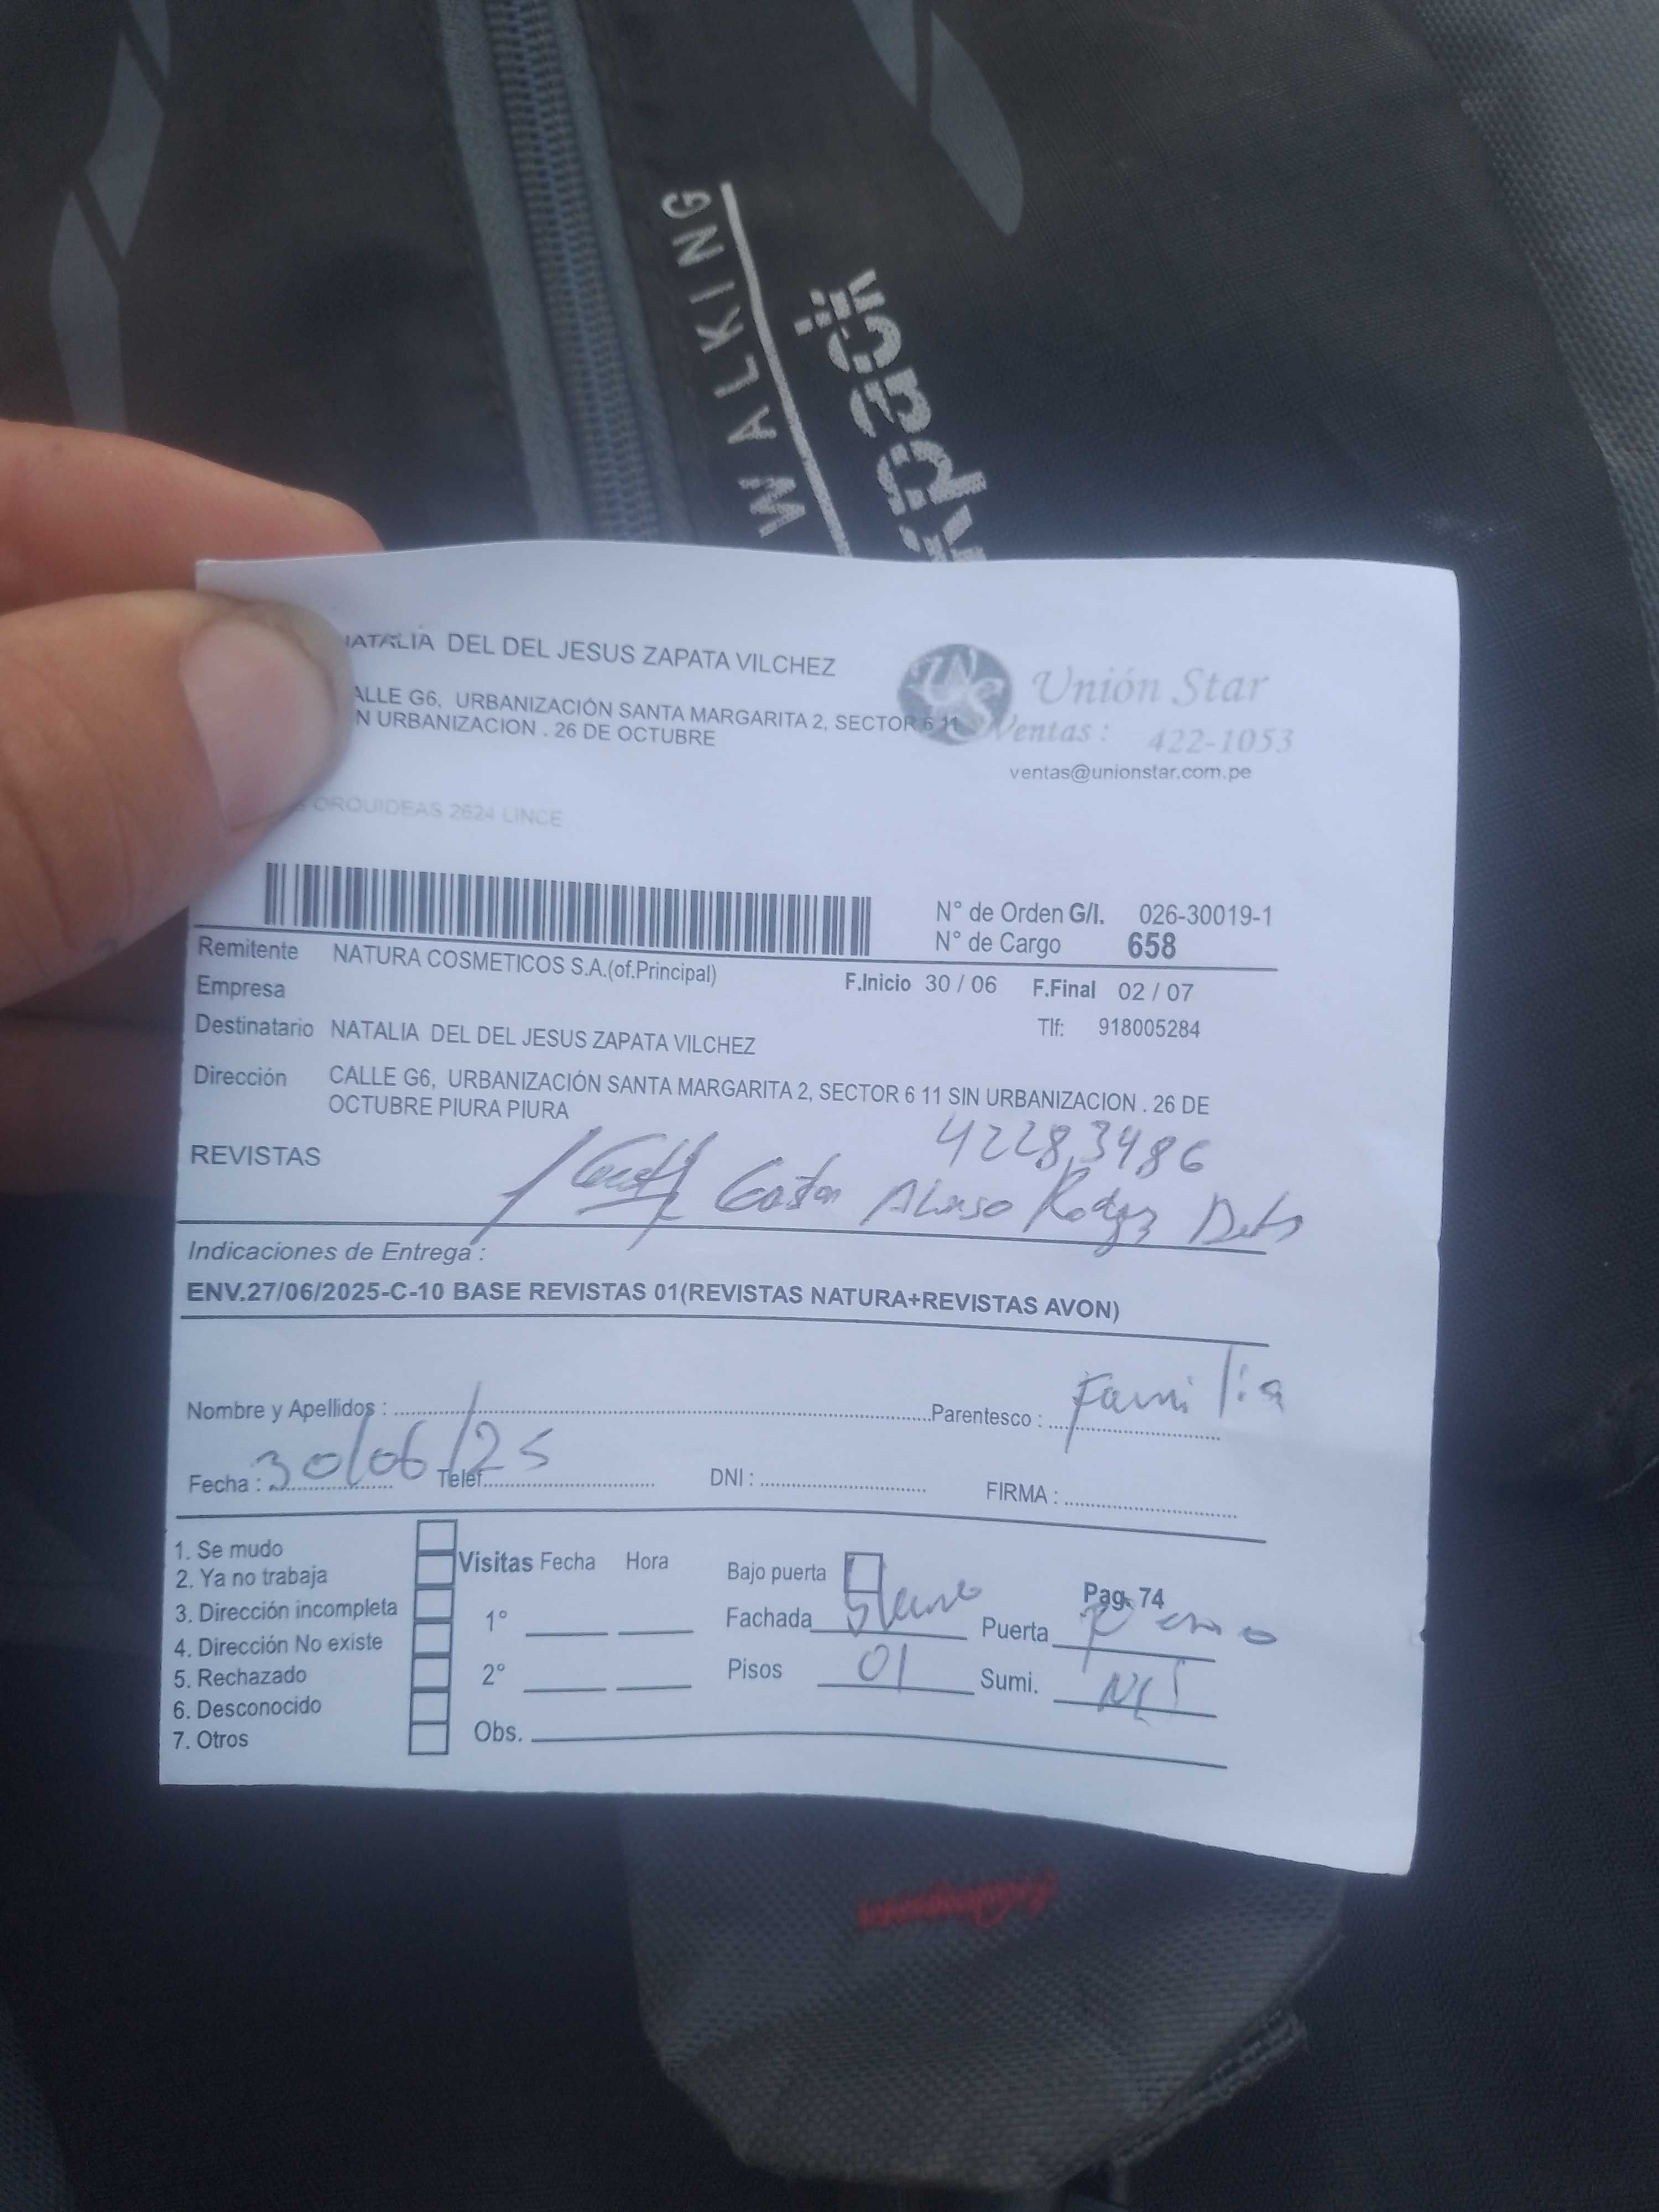 WALKING
NATALIA DEL DEL JESUS ZAPATA VILCHEZ
ALLE G6, URBANIZACIÓN SANTA MARGARITA 2, SECTOR 6 11
N URBANIZACION . 26 DE OCTUBRE
Unión Star
Ventas : 422-1053
ventas@unionstar.com.pe
ORQUIDEAS 2624 LINCE
N° de Orden G/I. 026-30019-1
N° de Cargo 658
Remitente NATURA COSMETICOS S.A.(of.Principal)
F.Inicio 30 / 06 F.Final 02 / 07
Empresa
Destinatario NATALIA DEL DEL JESUS ZAPATA VILCHEZ
Tlf: 918005284
Dirección CALLE G6, URBANIZACIÓN SANTA MARGARITA 2, SECTOR 6 11 SIN URBANIZACION . 26 DE
OCTUBRE PIURA PIURA
42283486
REVISTAS
Gaston Alonso
Indicaciones de Entrega :
ENV.27/06/2025-C-10 BASE REVISTAS 01(REVISTAS NATURA+REVISTAS AVON)
Nombre y Apellidos : Parentesco : Familia
Fecha : 30/06/25 Telef. DNI : FIRMA :
1. Se mudo
2. Ya no trabaja
3. Dirección incompleta
4. Dirección No existe
5. Rechazado
6. Desconocido
7. Otros
Visitas Fecha Hora
1°
2°
Obs.
Bajo puerta
Pag. 74
Fachada Puerta
Pisos 01 Sumi.